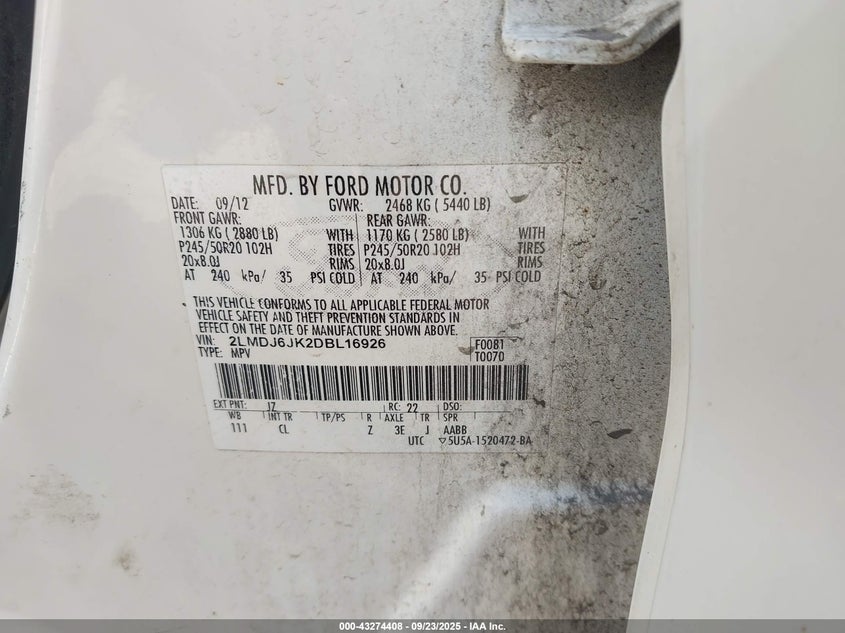 MFD. BY FORD MOTOR CO.
DATE: 09/12 GVWR: 2468 KG ( 5440 LB)
FRONT GAWR: REAR GAWR:
1306 KG ( 2880 LB) WITH 1170 KG ( 2580 LB)
P245/50R20 102H TIRES P245/50R20 102H
20x8.0J RIMS 20x8.0J
AT 240 kPa/ 35 PSI COLD AT 240 kPa/ 35 PSI COLD
THIS VEHICLE CONFORMS TO ALL APPLICABLE FEDERAL MOTOR
VEHICLE SAFETY AND THEFT PREVENTION STANDARDS IN
EFFECT ON THE DATE OF MANUFACTURE SHOWN ABOVE.
VIN: 2LMDJ6JK2DBL16926 F0081
TYPE: MPV T0070
EXT PNT: JZ RC: 22 DSO:
WB INT TR TP/PS R AXLE TR SPR
111 CL Z 3E J AABB
UTC ▽5U5A-1520472-BA
000-43274408 - 09/23/2025 - IAA Inc.